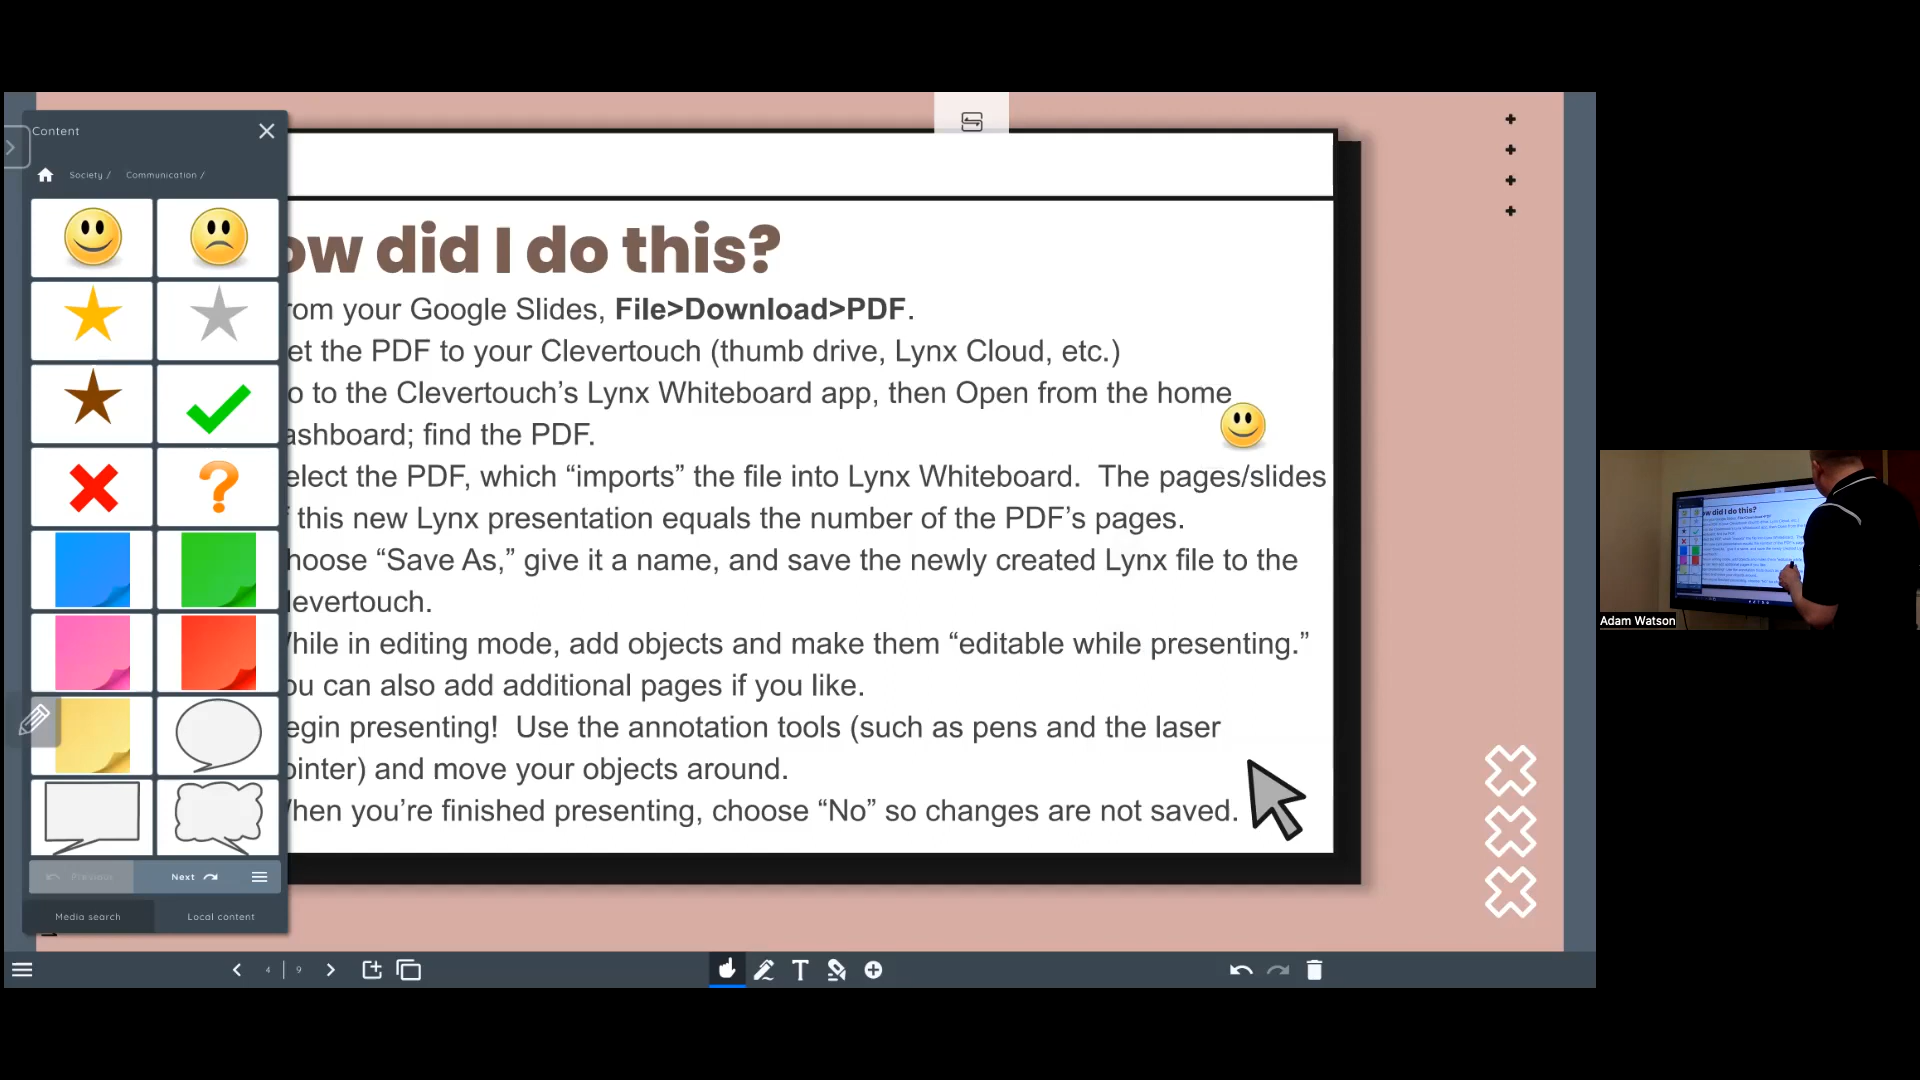 Content
Society /
Communication /
ow did I do this?
rom your Google Slides, File>Download>PDF.
et the PDF to your Clevertouch (thumb drive, Lynx Cloud, etc.)
o to the Clevertouch’s Lynx Whiteboard app, then Open from the home
ashboard; find the PDF.
elect the PDF, which “imports” the file into Lynx Whiteboard. The pages/slides
this new Lynx presentation equals the number of the PDF’s pages.
hoose “Save As,” give it a name, and save the newly created Lynx file to the
levertouch.
hile in editing mode, add objects and make them “editable while presenting.”
ou can also add additional pages if you like.
egin presenting! Use the annotation tools (such as pens and the laser
ointer) and move your objects around.
hen you’re finished presenting, choose “No” so changes are not saved.
Previous
Next
Media search
Local content
4 | 9
T
Adam Watson